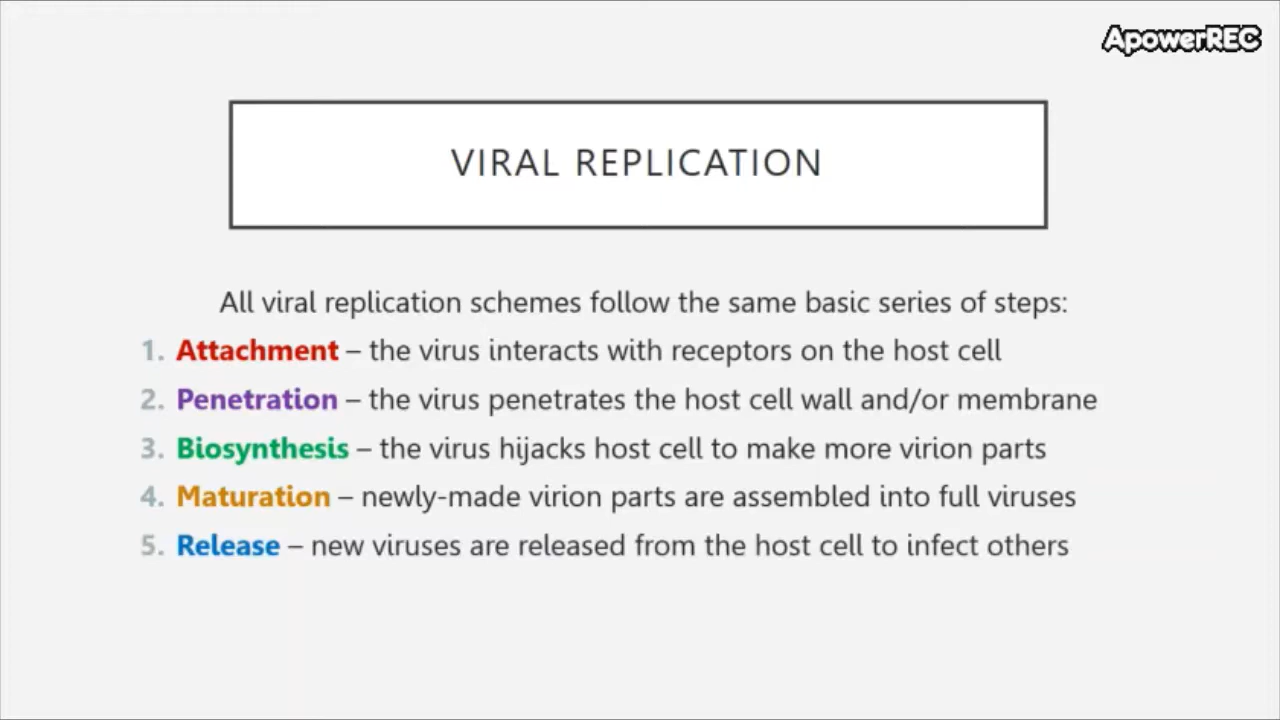 ApowerREC
VIRAL REPLICATION
All viral replication schemes follow the same basic series of steps:
1. Attachment – the virus interacts with receptors on the host cell
2. Penetration – the virus penetrates the host cell wall and/or membrane
3. Biosynthesis – the virus hijacks host cell to make more virion parts
4. Maturation – newly-made virion parts are assembled into full viruses
5. Release – new viruses are released from the host cell to infect others